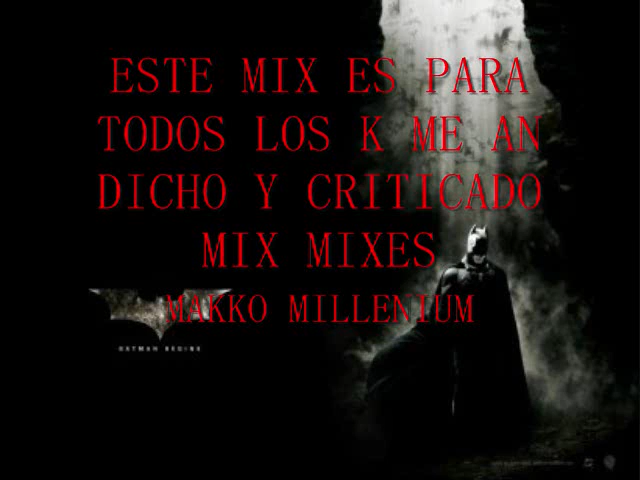 ESTE MIX ES PARA
TODOS LOS K ME AN
DICHO Y CRITICADO
MIX MIXES
MAKKO MILLENIUM
BATMAN BEGINS